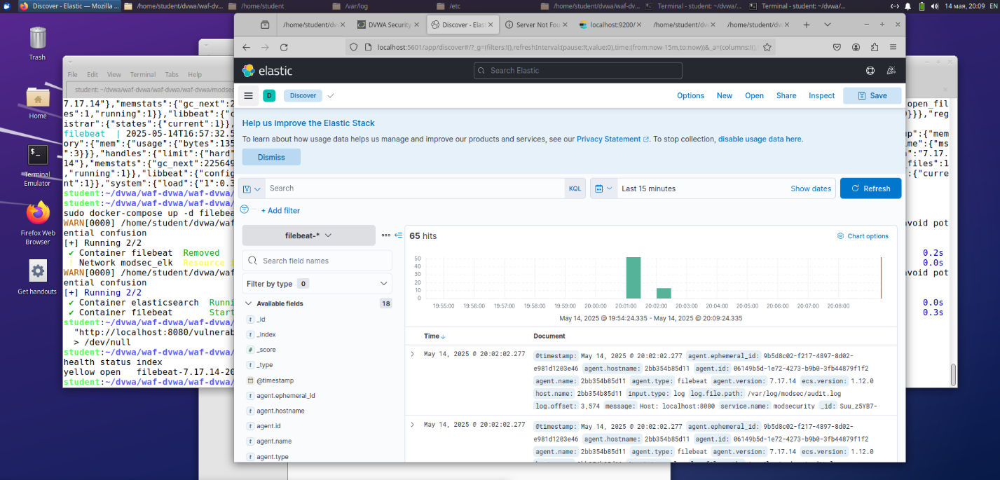 Discover - Elastic — Mozilla ...
/home/student/dvwa/waf-dv...
/home/student
/var/log
/etc
/home/student/dvwa/waf-dv...
Terminal - student: ~/dvwa/...
Terminal - student: ~/dvwa/...
14 мая, 20:09 EN
Trash
Home
Terminal Emulator
Firefox Web Browser
Get handouts
File Edit View Terminal Tabs Help
student: ~/dvwa/waf-dvwa/waf-dvwa/waf-dvwa/modsec
7.17.14"},"memstats":{"gc_next":2
es":1,"running":1}},"libbeat":{"c
istrar":{"states":{"current":1}},
filebeat | 2025-05-14T16:57:32.5
ory":{"mem":{"usage":{"bytes":135
":3}}},"handles":{"limit":{"hard"
14"},"memstats":{"gc_next":225649
,"running":1}},"libbeat":{"config
nt":1}},"system":{"load":{"1":0.3
student:~/dvwa/waf-dvwa/waf-dvwa/
student:~/dvwa/waf-dvwa/waf-dvwa/
sudo docker-compose up -d filebea
WARN[0000] /home/student/dvwa/waf
ential confusion
[+] Running 2/2
✔ Container filebeat Removed
! Network modsec_elk Resource i
WARN[0000] /home/student/dvwa/waf
ential confusion
[+] Running 2/2
✔ Container elasticsearch Runni
✔ Container filebeat Start
student:~/dvwa/waf-dvwa/waf-dvwa/
"http://localhost:8080/vulnerab
> /dev/null
student:~/dvwa/waf-dvwa/waf-dvwa/
health status index
yellow open filebeat-7.17.14-20
student:~/dvwa/waf-dvwa/waf-dvwa/
/home/student/dv
DVWA Security
Discover - Elast
Server Not Fou
localhost:9200/
/home/student/dvw
/home/student/dv
localhost:5601/app/discover#/?_g=(filters:!(),refreshInterval:(pause:!t,value:0),time:(from:now-15m,to:now))&_a=(columns:!(),
elastic
Search Elastic
D
Discover
Options New Open Share Inspect Save
Help us improve the Elastic Stack
To learn about how usage data helps us manage and improve our products and services, see our Privacy Statement. To stop collection, disable usage data here.
Dismiss
Search
KQL
Last 15 minutes
Show dates
Refresh
+ Add filter
filebeat-*
Search field names
Filter by type 0
Available fields 18
t _id
t _index
# _score
t _type
@timestamp
t agent.ephemeral_id
t agent.hostname
t agent.id
t agent.name
t agent.type
65 hits
Chart options
50
40
30
20
10
0
19:55:00 19:56:00 19:57:00 19:58:00 19:59:00 20:00:00 20:01:00 20:02:00 20:03:00 20:04:00 20:05:00 20:06:00 20:07:00 20:08:00
May 14, 2025 @ 19:54:24.335 - May 14, 2025 @ 20:09:24.335
Time Document
May 14, 2025 @ 20:02:02.277
@timestamp: May 14, 2025 @ 20:02:02.277 agent.ephemeral_id: 9b5d8c02-f217-4897-8d02-
e981d1203e46 agent.hostname: 2bb354b85d11 agent.id: 06149b5d-1e72-4273-b9b0-3fb44879f1f2
agent.name: 2bb354b85d11 agent.type: filebeat agent.version: 7.17.14 ecs.version: 1.12.0
host.name: 2bb354b85d11 input.type: log log.file.path: /var/log/modsec/audit.log
log.offset: 3,574 message: Host: localhost:8080 service.name: modsecurity _id: Suu_z5YB7-
May 14, 2025 @ 20:02:02.277
@timestamp: May 14, 2025 @ 20:02:02.277 agent.ephemeral_id: 9b5d8c02-f217-4897-8d02-
e981d1203e46 agent.hostname: 2bb354b85d11 agent.id: 06149b5d-1e72-4273-b9b0-3fb44879f1f2
agent.name: 2bb354b85d11 agent.type: filebeat agent.version: 7.17.14 ecs.version: 1.12.0
open_fil
}}},"reg
up":{"mem
ime":{"ms
":"7.17.
_files":1
{"curre
void pot
0.2s
0.0s
void pot
0.0s
0.3s